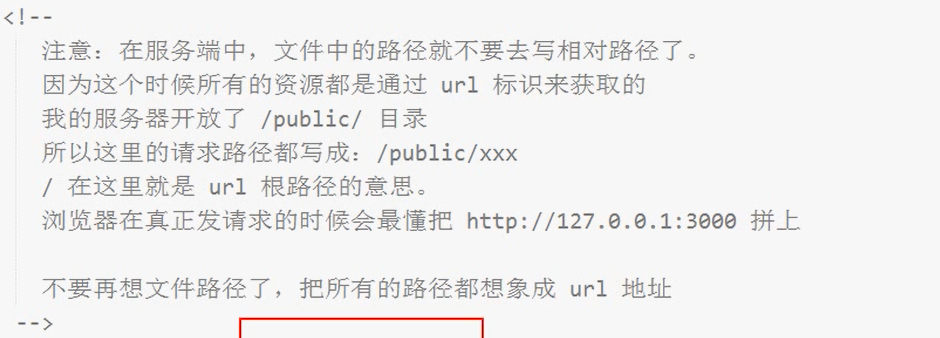 <!--
注意：在服务端中，文件中的路径就不要去写相对路径了。
因为这个时候所有的资源都是通过 url 标识来获取的
我的服务器开放了 /public/ 目录
所以这里的请求路径都写成：/public/xxx
/ 在这里就是 url 根路径的意思。
浏览器在真正发请求的时候会最懂把 http://127.0.0.1:3000 拼上
不要再想文件路径了，把所有的路径都想象成 url 地址
-->